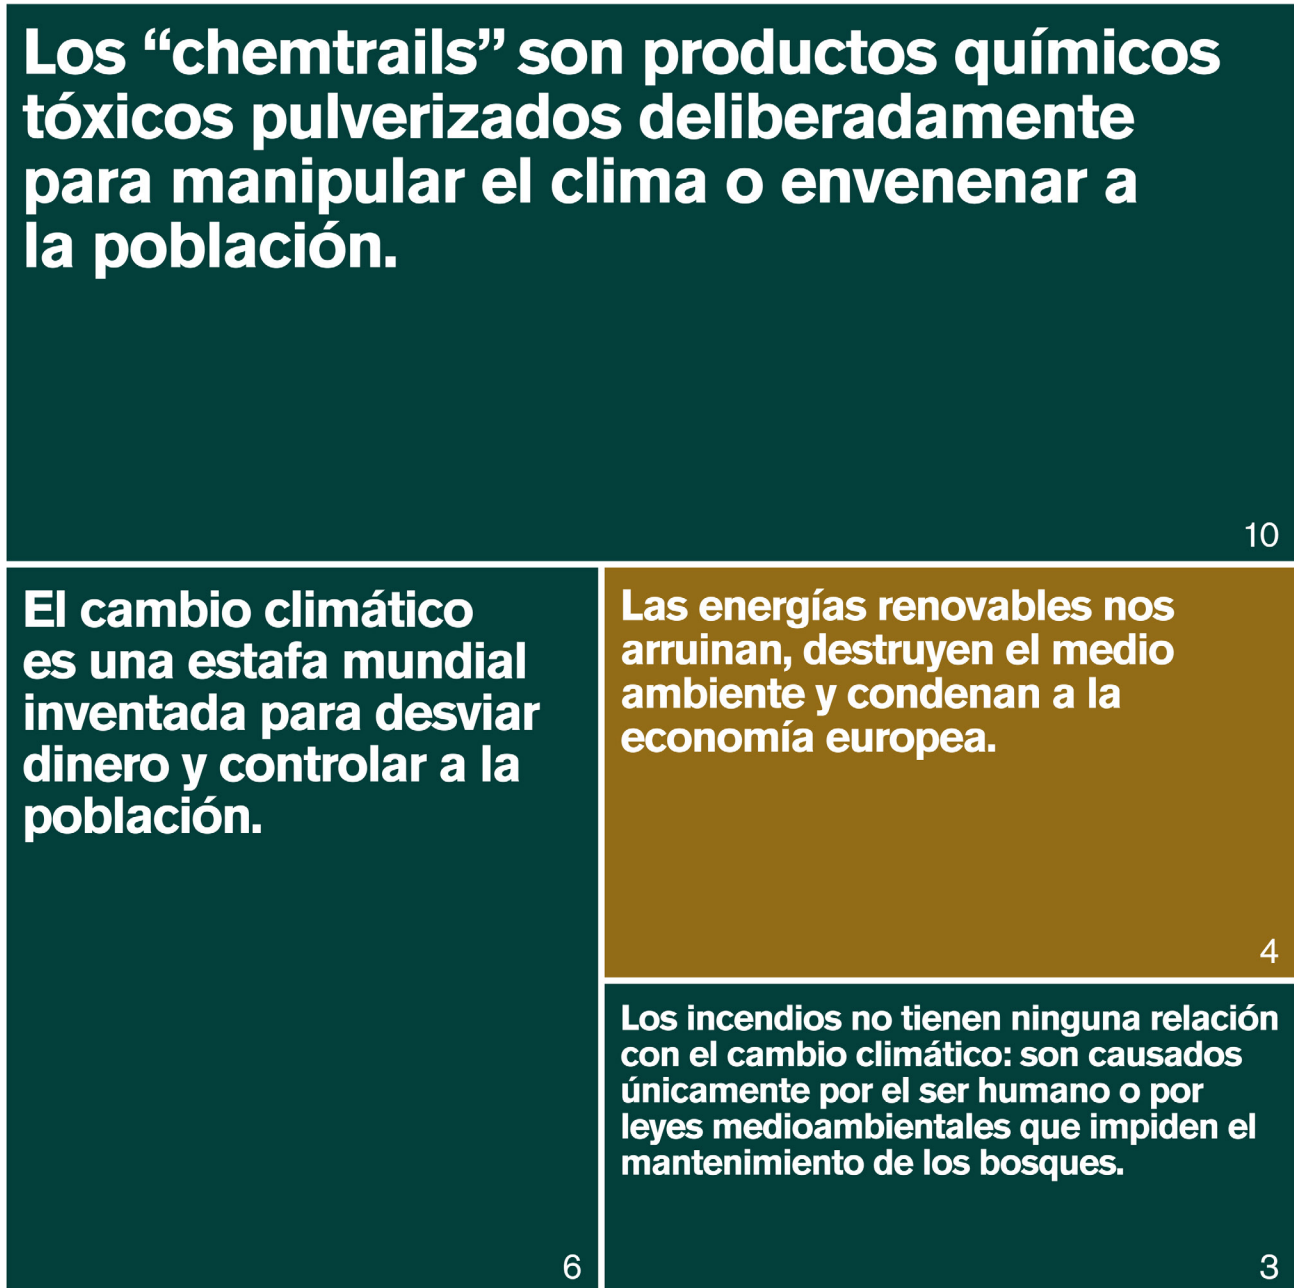 Los “chemtrails” son productos químicos
tóxicos pulverizados deliberadamente
para manipular el clima o envenenar a
la población.
10
El cambio climático
es una estafa mundial
inventada para desviar
dinero y controlar a la
población.
6
Las energías renovables nos
arruinan, destruyen el medio
ambiente y condenan a la
economía europea.
4
Los incendios no tienen ninguna relación
con el cambio climático: son causados
únicamente por el ser humano o por
leyes medioambientales que impiden el
mantenimiento de los bosques.
3